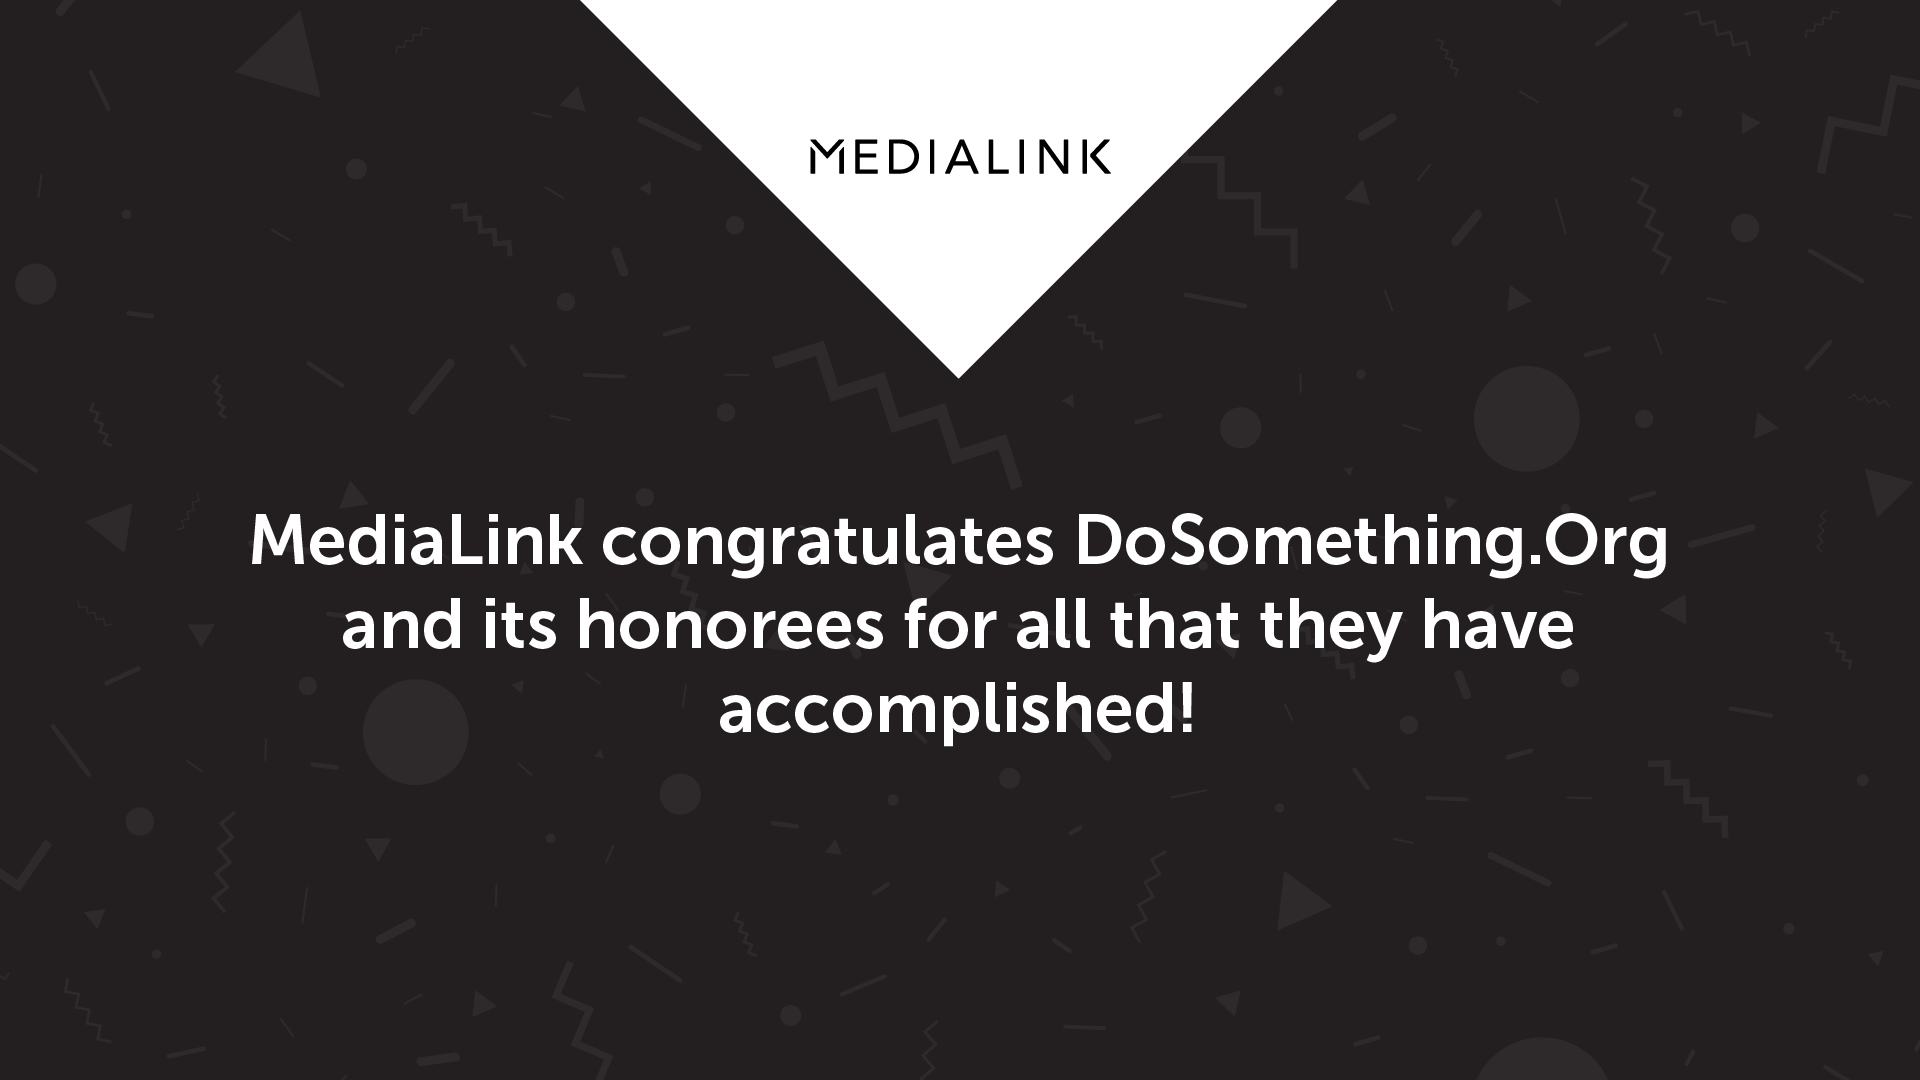 MEDIALINK
MediaLink congratulates DoSomething.Org
and its honorees for all that they have
accomplished!